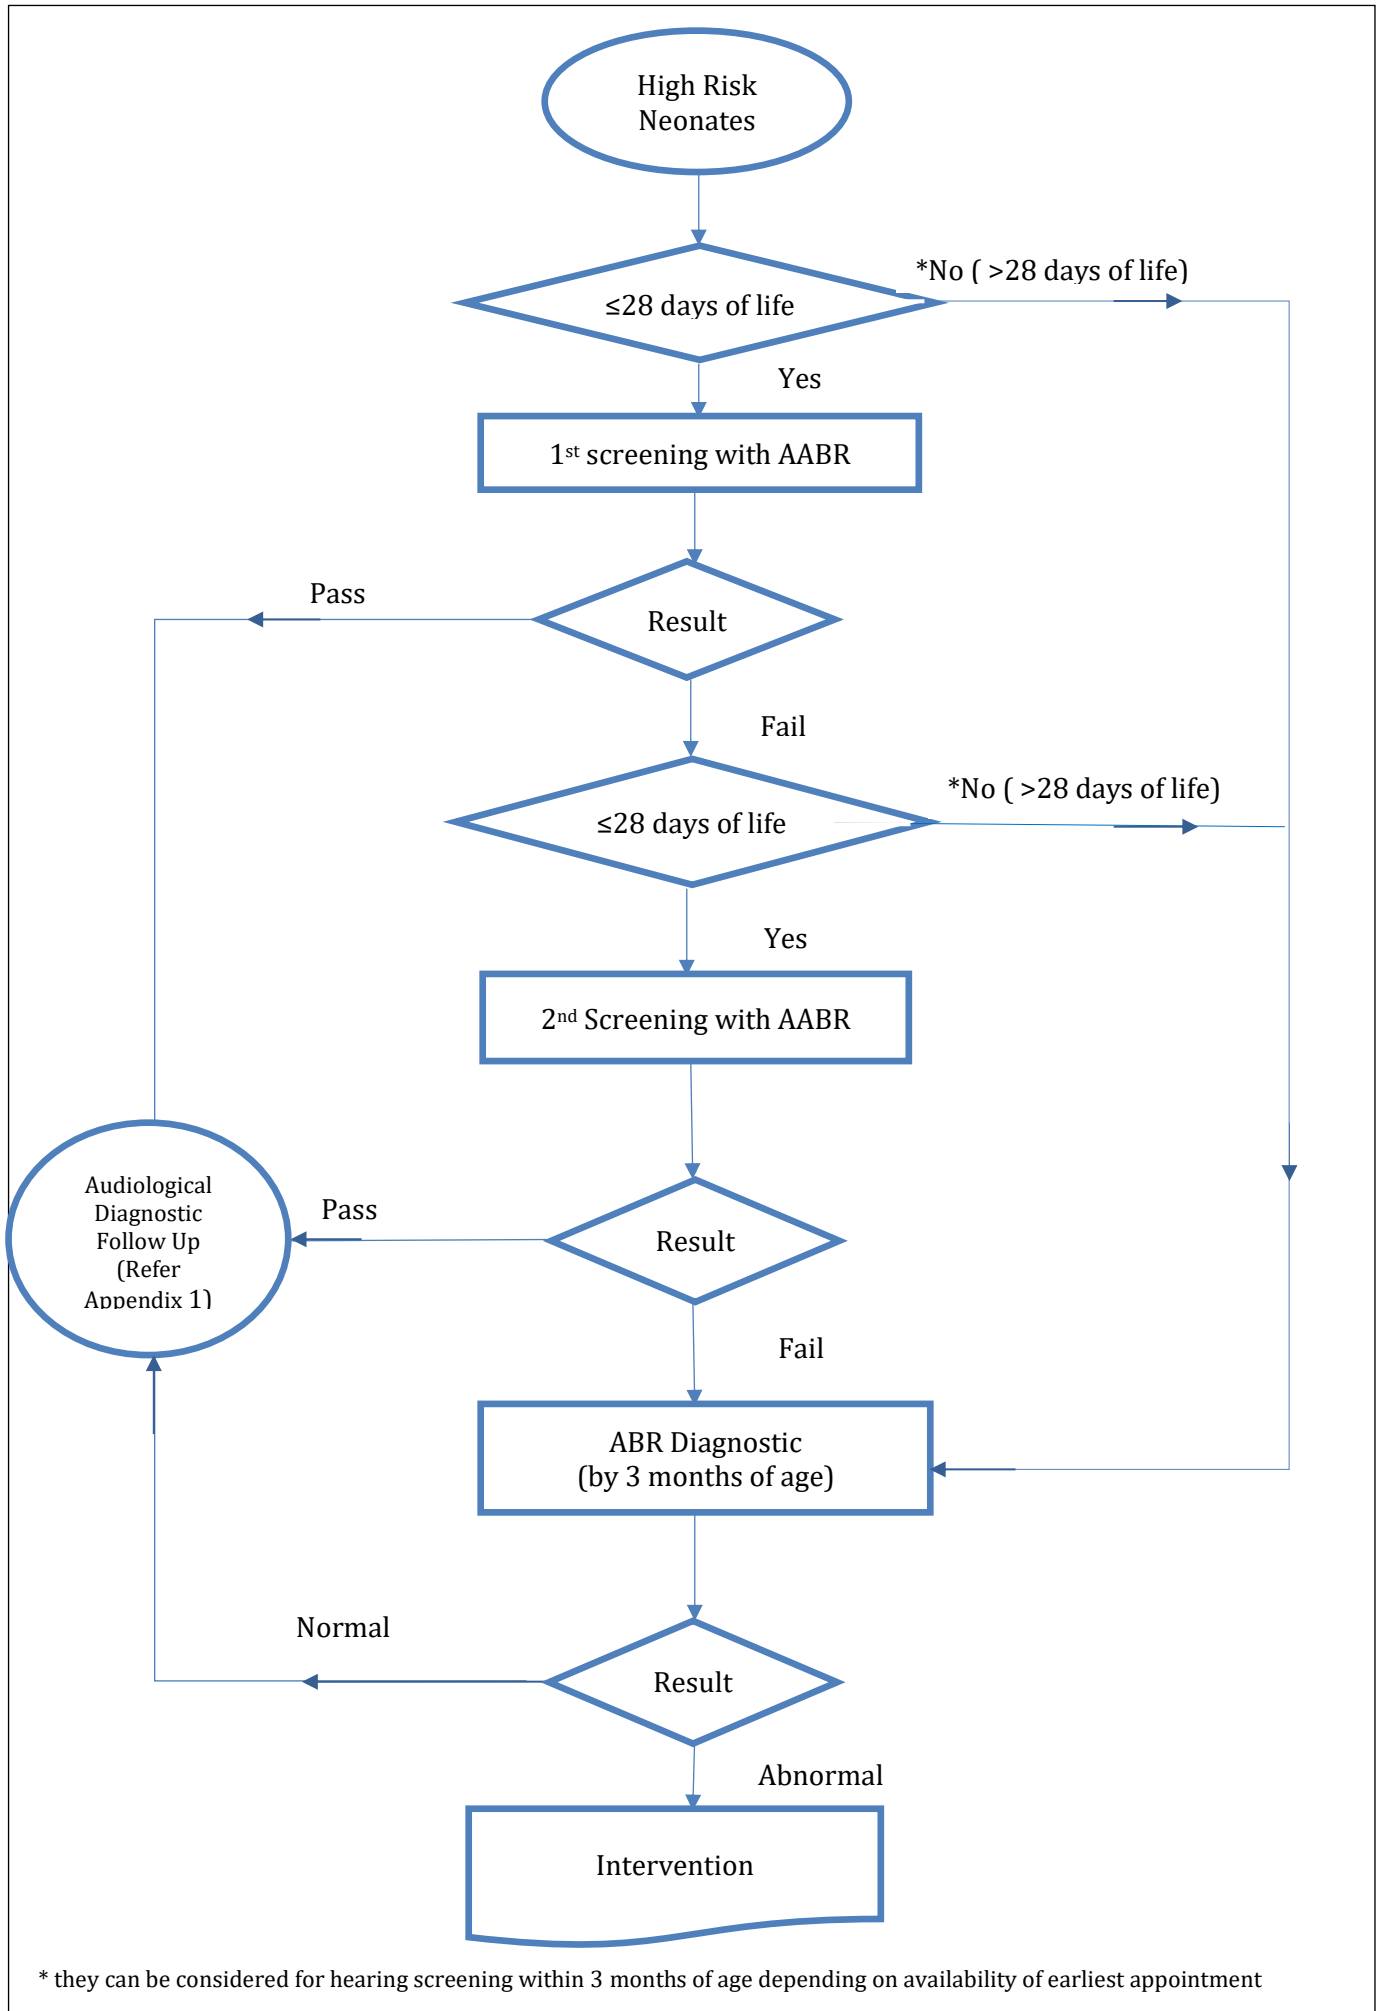 High Risk
Neonates
*No ( >28 days of life)
≤28 days of life
Yes
1st screening with AABR
Pass
Result
Fail
*No ( >28 days of life)
≤28 days of life
Yes
2nd Screening with AABR
Audiological
Diagnostic
Follow Up
(Refer
Appendix 1)
Pass
Result
Fail
ABR Diagnostic
(by 3 months of age)
Normal
Result
Abnormal
Intervention
* they can be considered for hearing screening within 3 months of age depending on availability of earliest appointment